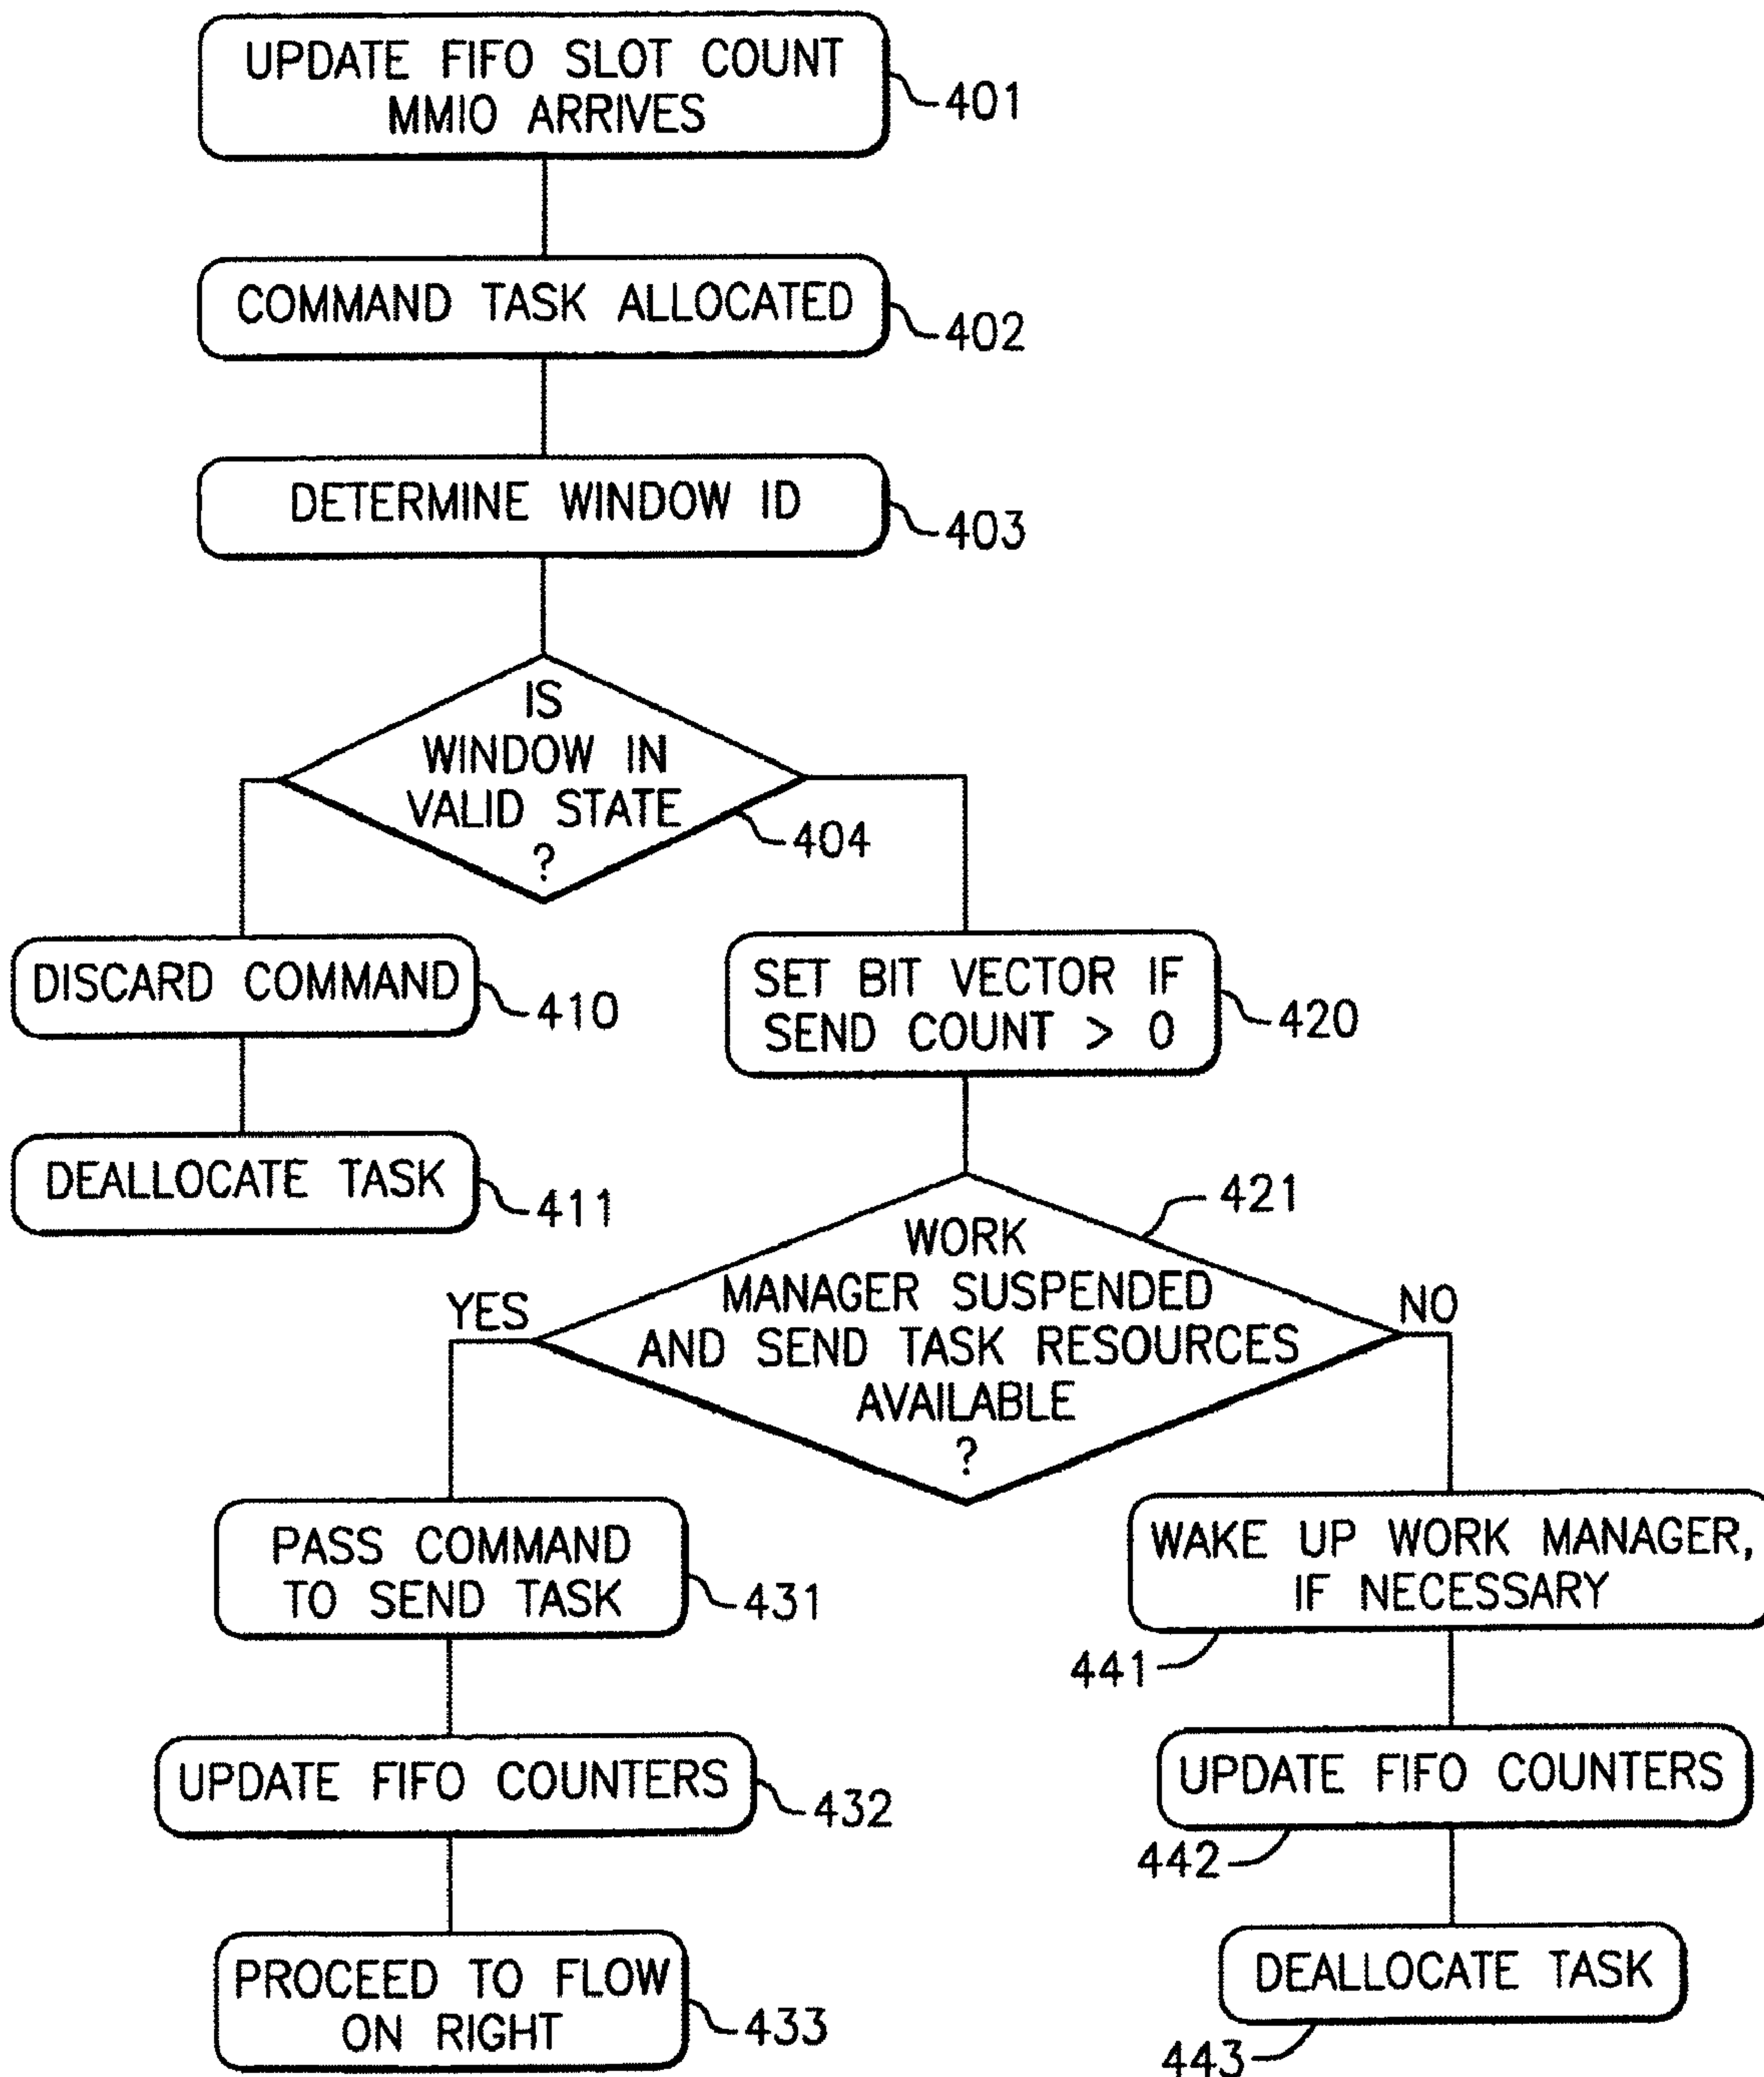 UPDATE FIFO SLOT COUNT
MMIO ARRIVES
401
COMMAND TASK ALLOCATED
402
DETERMINE WINDOW ID
403
IS
WINDOW IN
VALID STATE
?
404
DISCARD COMMAND
410
DEALLOCATE TASK
411
SET BIT VECTOR IF
SEND COUNT > 0
420
WORK
MANAGER SUSPENDED
AND SEND TASK RESOURCES
AVAILABLE
?
421
YES
NO
PASS COMMAND
TO SEND TASK
431
UPDATE FIFO COUNTERS
432
PROCEED TO FLOW
ON RIGHT
433
WAKE UP WORK MANAGER,
IF NECESSARY
441
UPDATE FIFO COUNTERS
442
DEALLOCATE TASK
443